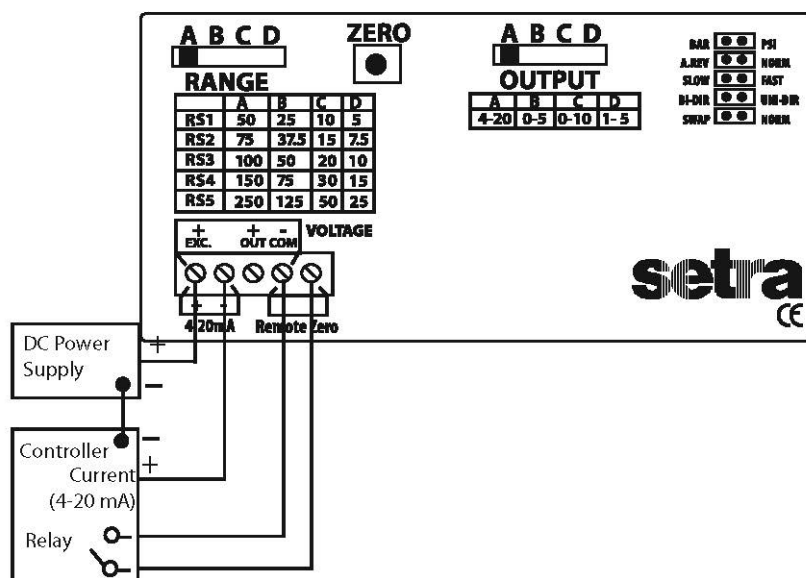 A B C D
ZERO
A B C D
RANGE
OUTPUT
A B C D
RS1 50 25 10 5
RS2 75 37.5 15 7.5
RS3 100 50 20 10
RS4 150 75 30 15
RS5 250 125 50 25
A B C D
4-20 0-5 0-10 1-5
BAR PSI
A.REV NORM
SLOW FAST
BI-DIR UNI-DIR
SWAP NORM
+ + - VOLTAGE
EXC. OUT COM
+ -
4-20mA Remote Zero
setra
CE
DC Power
Supply
+
−
−
Controller
Current
(4-20 mA)
+
Relay